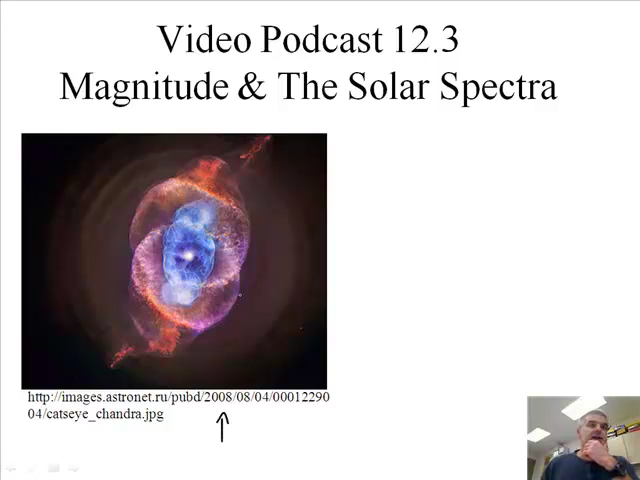 Video Podcast 12.3
Magnitude & The Solar Spectra
http://images.astronet.ru/pubd/2008/08/04/00012290
04/catseye_chandra.jpg